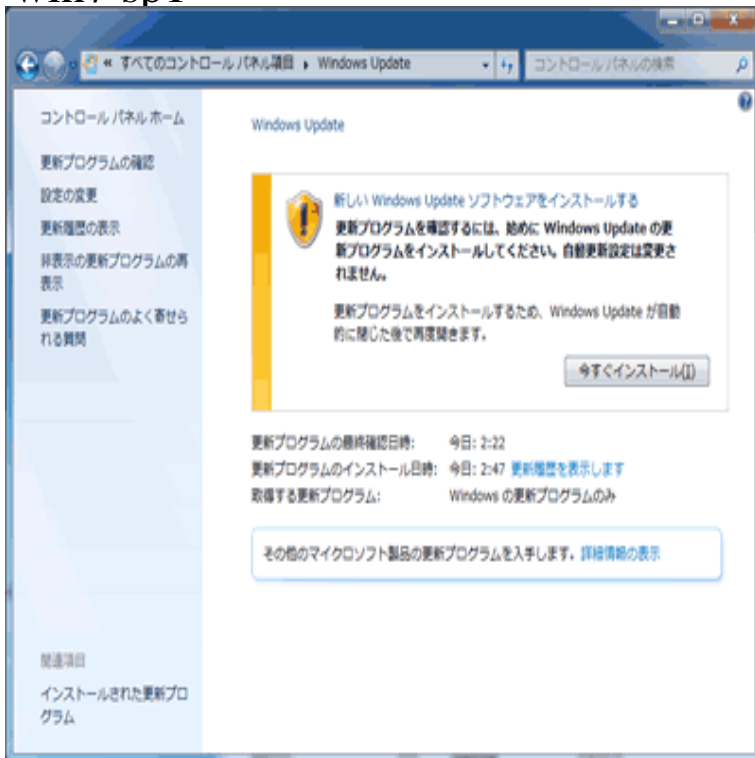 win7 sp1
« すべてのコントロール パネル項目 ▸ Windows Update
コントロール パネルの検索
コントロール パネル ホーム
更新プログラムの確認
設定の変更
更新履歴の表示
非表示の更新プログラムの再
表示
更新プログラムのよく寄せら
れる質問
関連項目
インストールされた更新プロ
グラム
Windows Update
新しい Windows Update ソフトウェアをインストールする
更新プログラムを確認するには、始めに Windows Update の更
新プログラムをインストールしてください。自動更新設定は変更さ
れません。
更新プログラムをインストールするため、Windows Update が自動
的に閉じた後で再度開きます。
今すぐインストール(I)
更新プログラムの最終確認日時: 今日: 2:22
更新プログラムのインストール日時: 今日: 2:47 更新履歴を表示します
取得する更新プログラム: Windows の更新プログラムのみ
その他のマイクロソフト製品の更新プログラムを入手します。詳細情報の表示